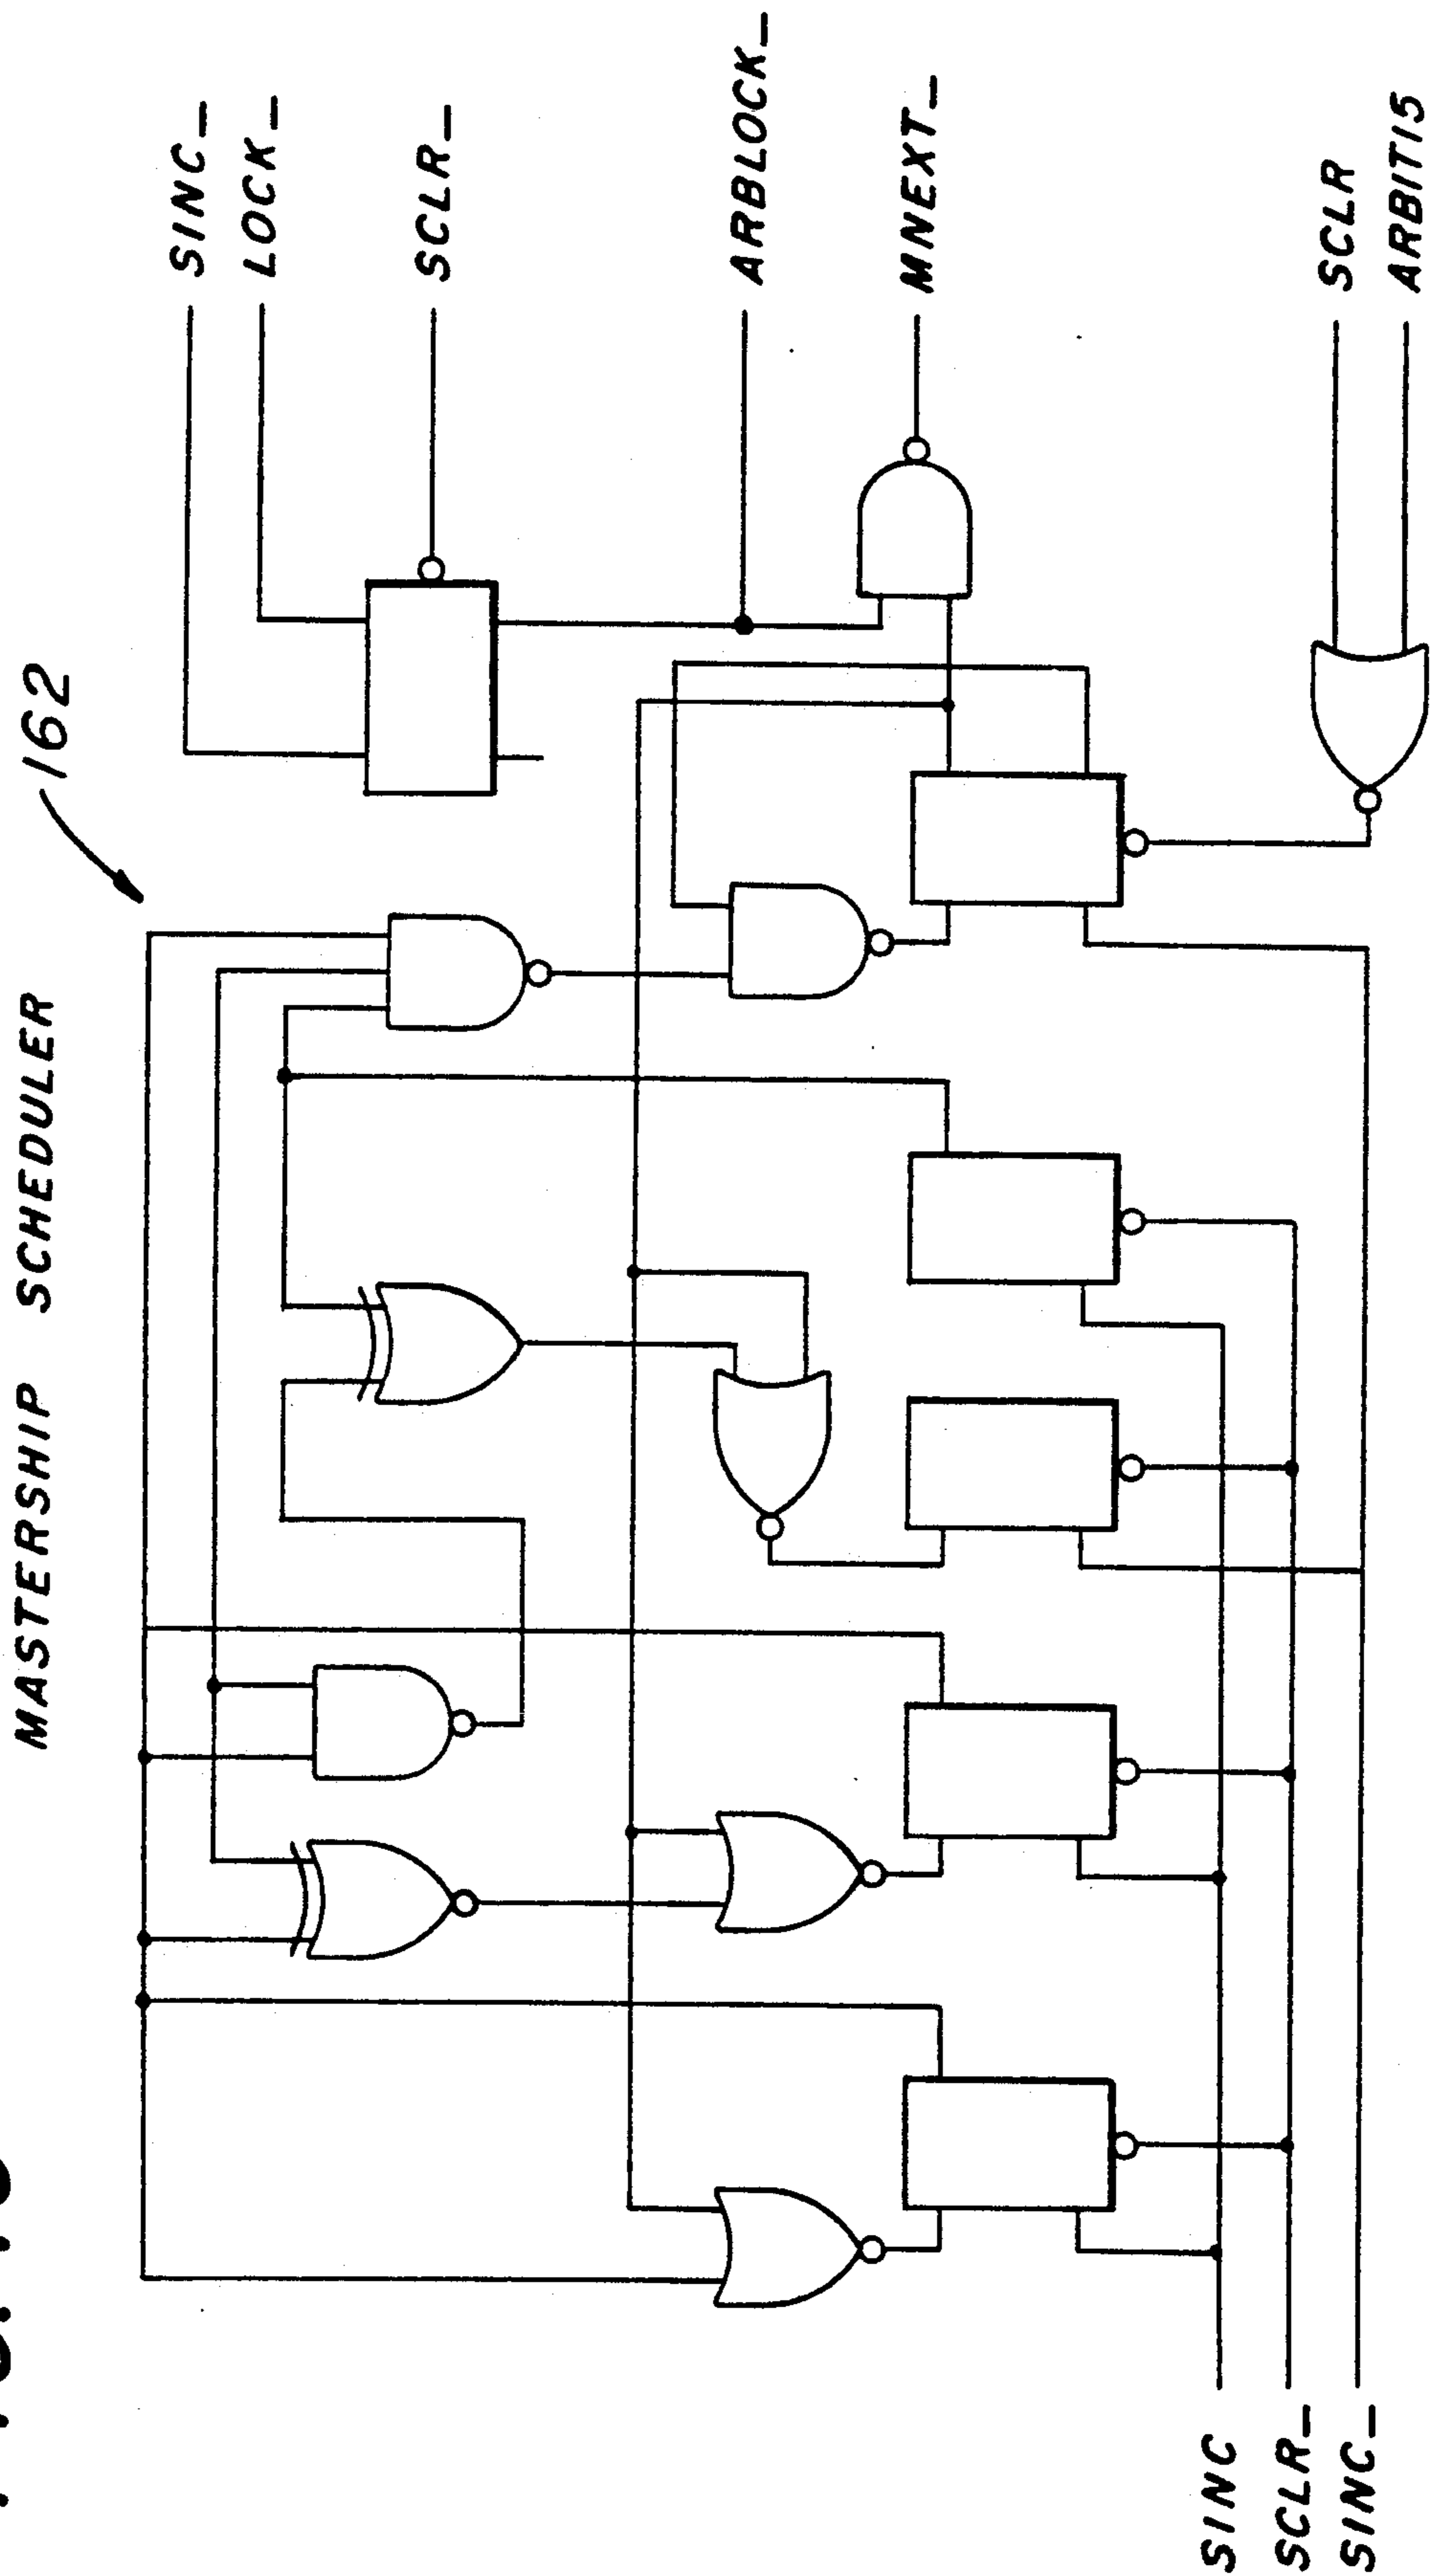 MASTERSHIP SCHEDULER
162
SINC_
LOCK_
SCLR_
ARBLOCK_
MNEXT_
SCLR
ARBIT15
SINC
SCLR_
SINC_